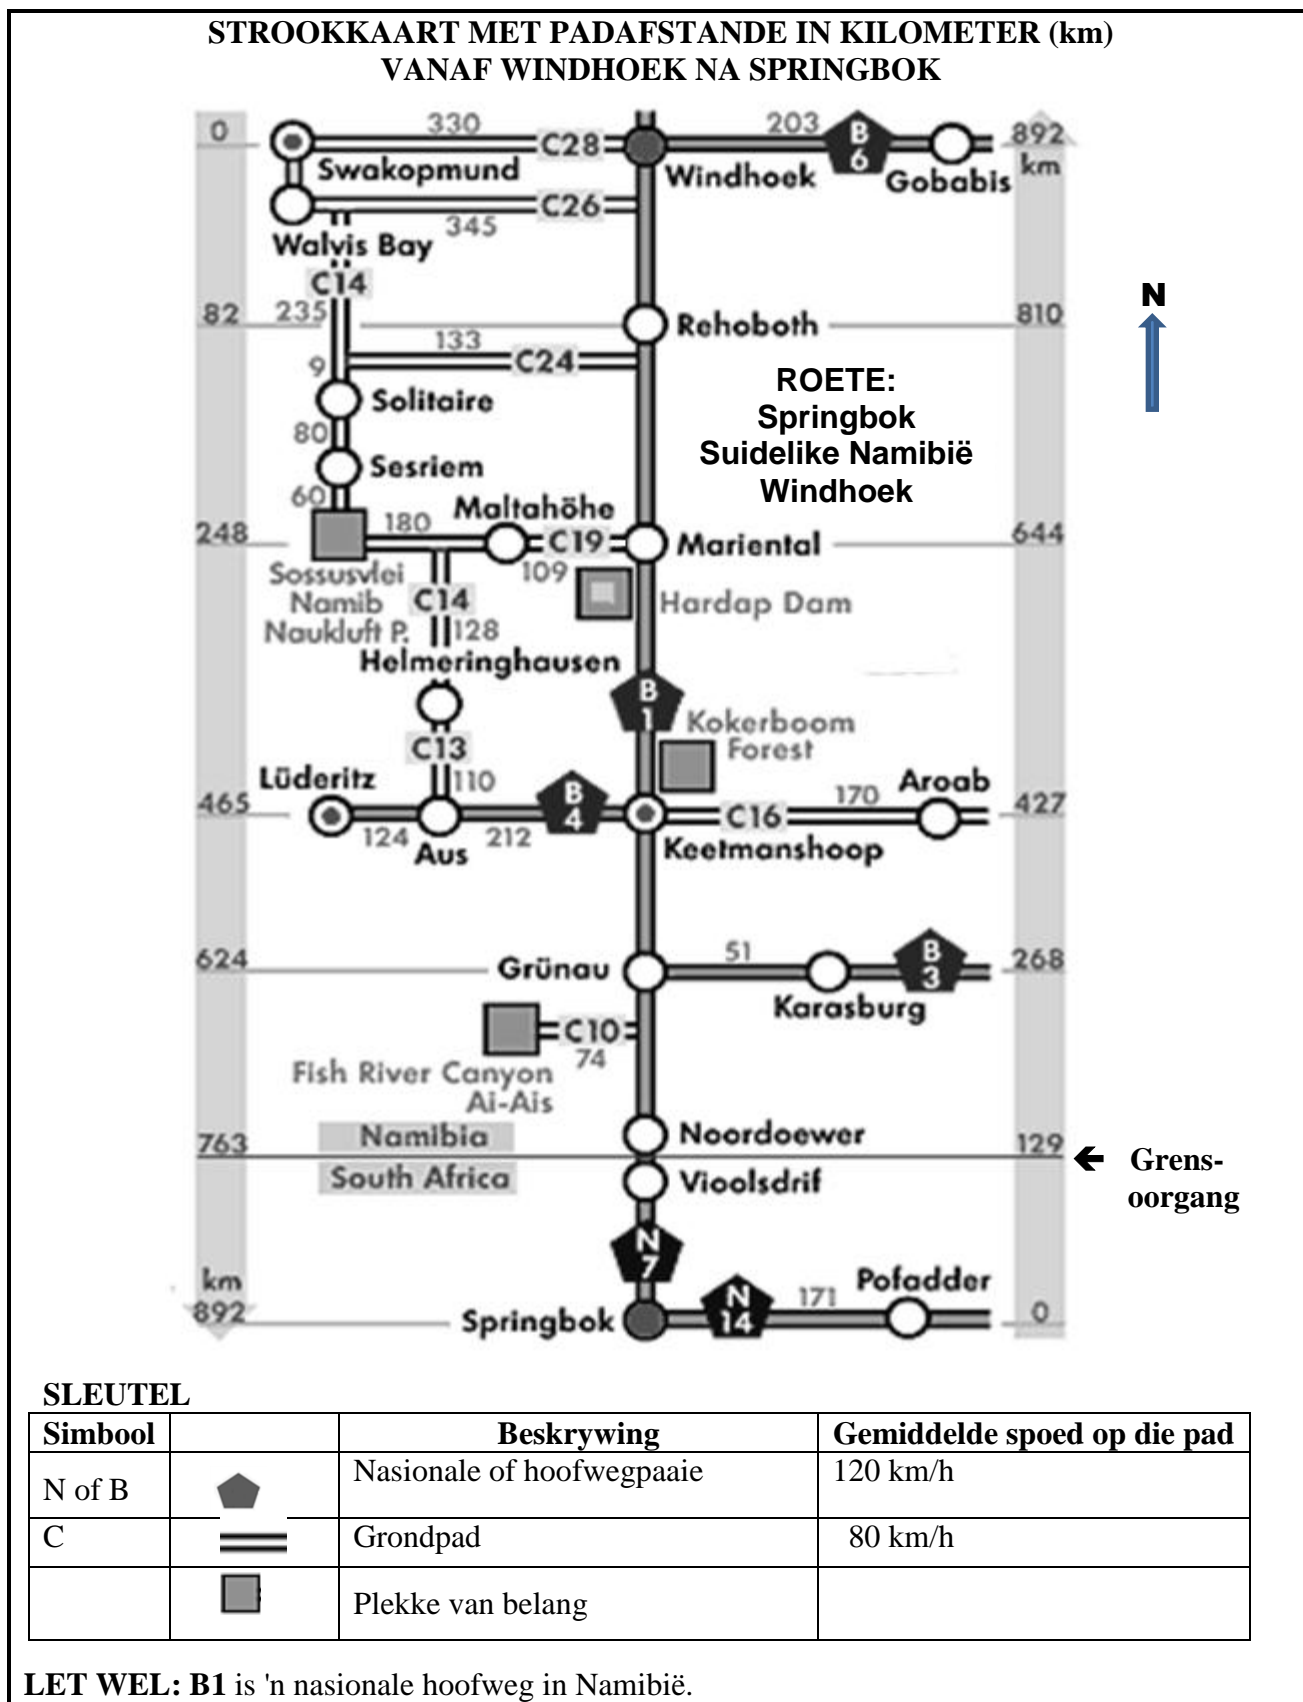 STROOKKAART MET PADAFSTANDE IN KILOMETER (km)
VANAF WINDHOEK NA SPRINGBOK
0
330
C28
203
B
6
892
km
Swakopmund
Windhoek
Gobabis
C26
345
Walvis Bay
C14
N
82
235
Rehoboth
810
133
C24
9
Solitaire
ROETE:
Springbok
Suidelike Namibië
Windhoek
80
Sesriem
60
Maltahöhe
248
180
C19
Mariental
644
109
Sossusvlei
Namib
Naukluft P.
C14
Hardap Dam
128
Helmeringhausen
B
1
Kokerboom
Forest
C13
Lüderitz
110
B
4
Aroab
465
170
C16
427
124
212
Aus
Keetmanshoop
624
Grünau
51
B
3
268
Karasburg
C10
74
Fish River Canyon
Ai-Ais
Namibia
Noordoewer
763
129
🡨 Grens-
oorgang
South Africa
Vioolsdrif
N
7
km
892
Pofadder
Springbok
N
14
171
0
SLEUTEL
Simbool Beskrywing Gemiddelde spoed op die pad
N of B Nasionale of hoofwegpaaie 120 km/h
C Grondpad 80 km/h
Plekke van belang
LET WEL: B1 is 'n nasionale hoofweg in Namibië.